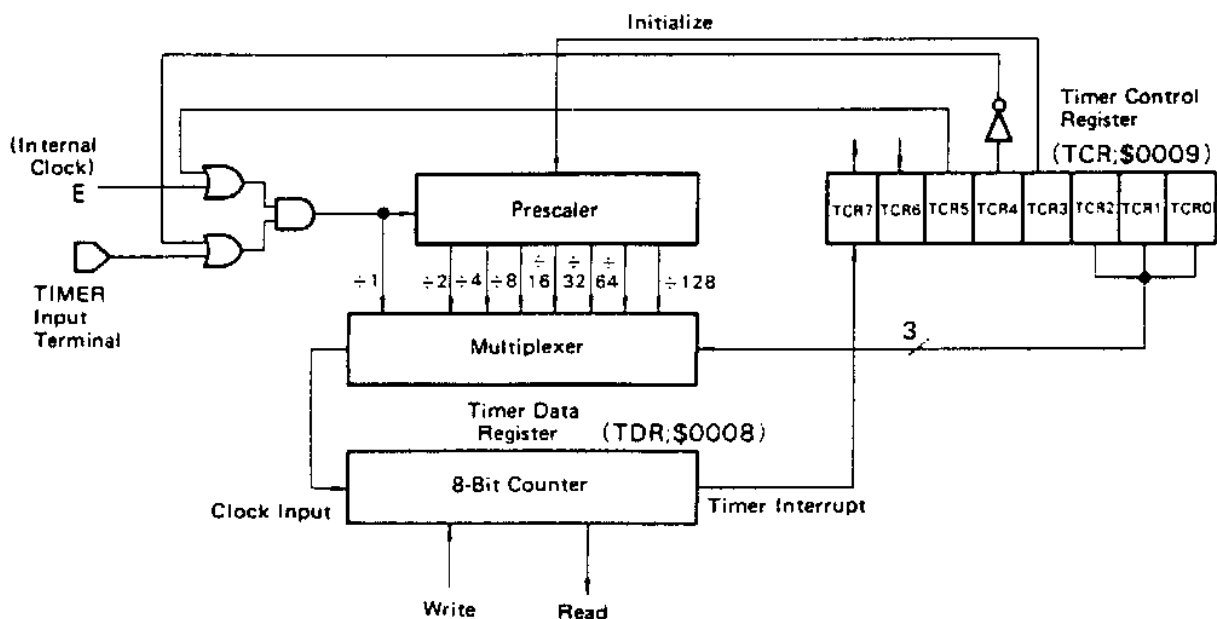 Initialize
Timer Control
Register
(TCR;$0009)
(Internal
Clock)
E
Prescaler
TCR7 TCR6 TCR5 TCR4 TCR3 TCR2 TCR1 TCR0
÷1 ÷2 ÷4 ÷8 ÷16 ÷32 ÷64 ÷128
TIMER
Input
Terminal
Multiplexer
3
Timer Data
Register (TDR;$0008)
8-Bit Counter
Clock Input
Timer Interrupt
Write
Read